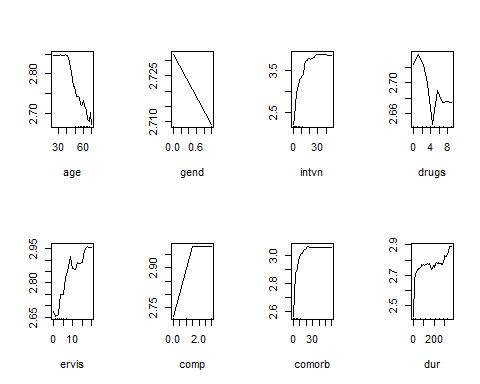 2.80
2.70
30 60
age
2.725
2.710
0.0 0.6
gend
3.5
2.5
0 30
intvn
2.70
2.66
0 4 8
drugs
2.95
2.80
2.65
0 10
ervis
2.90
2.75
0.0 2.0
comp
3.0
2.8
2.6
0 30
comorb
2.9
2.7
2.5
0 200
dur